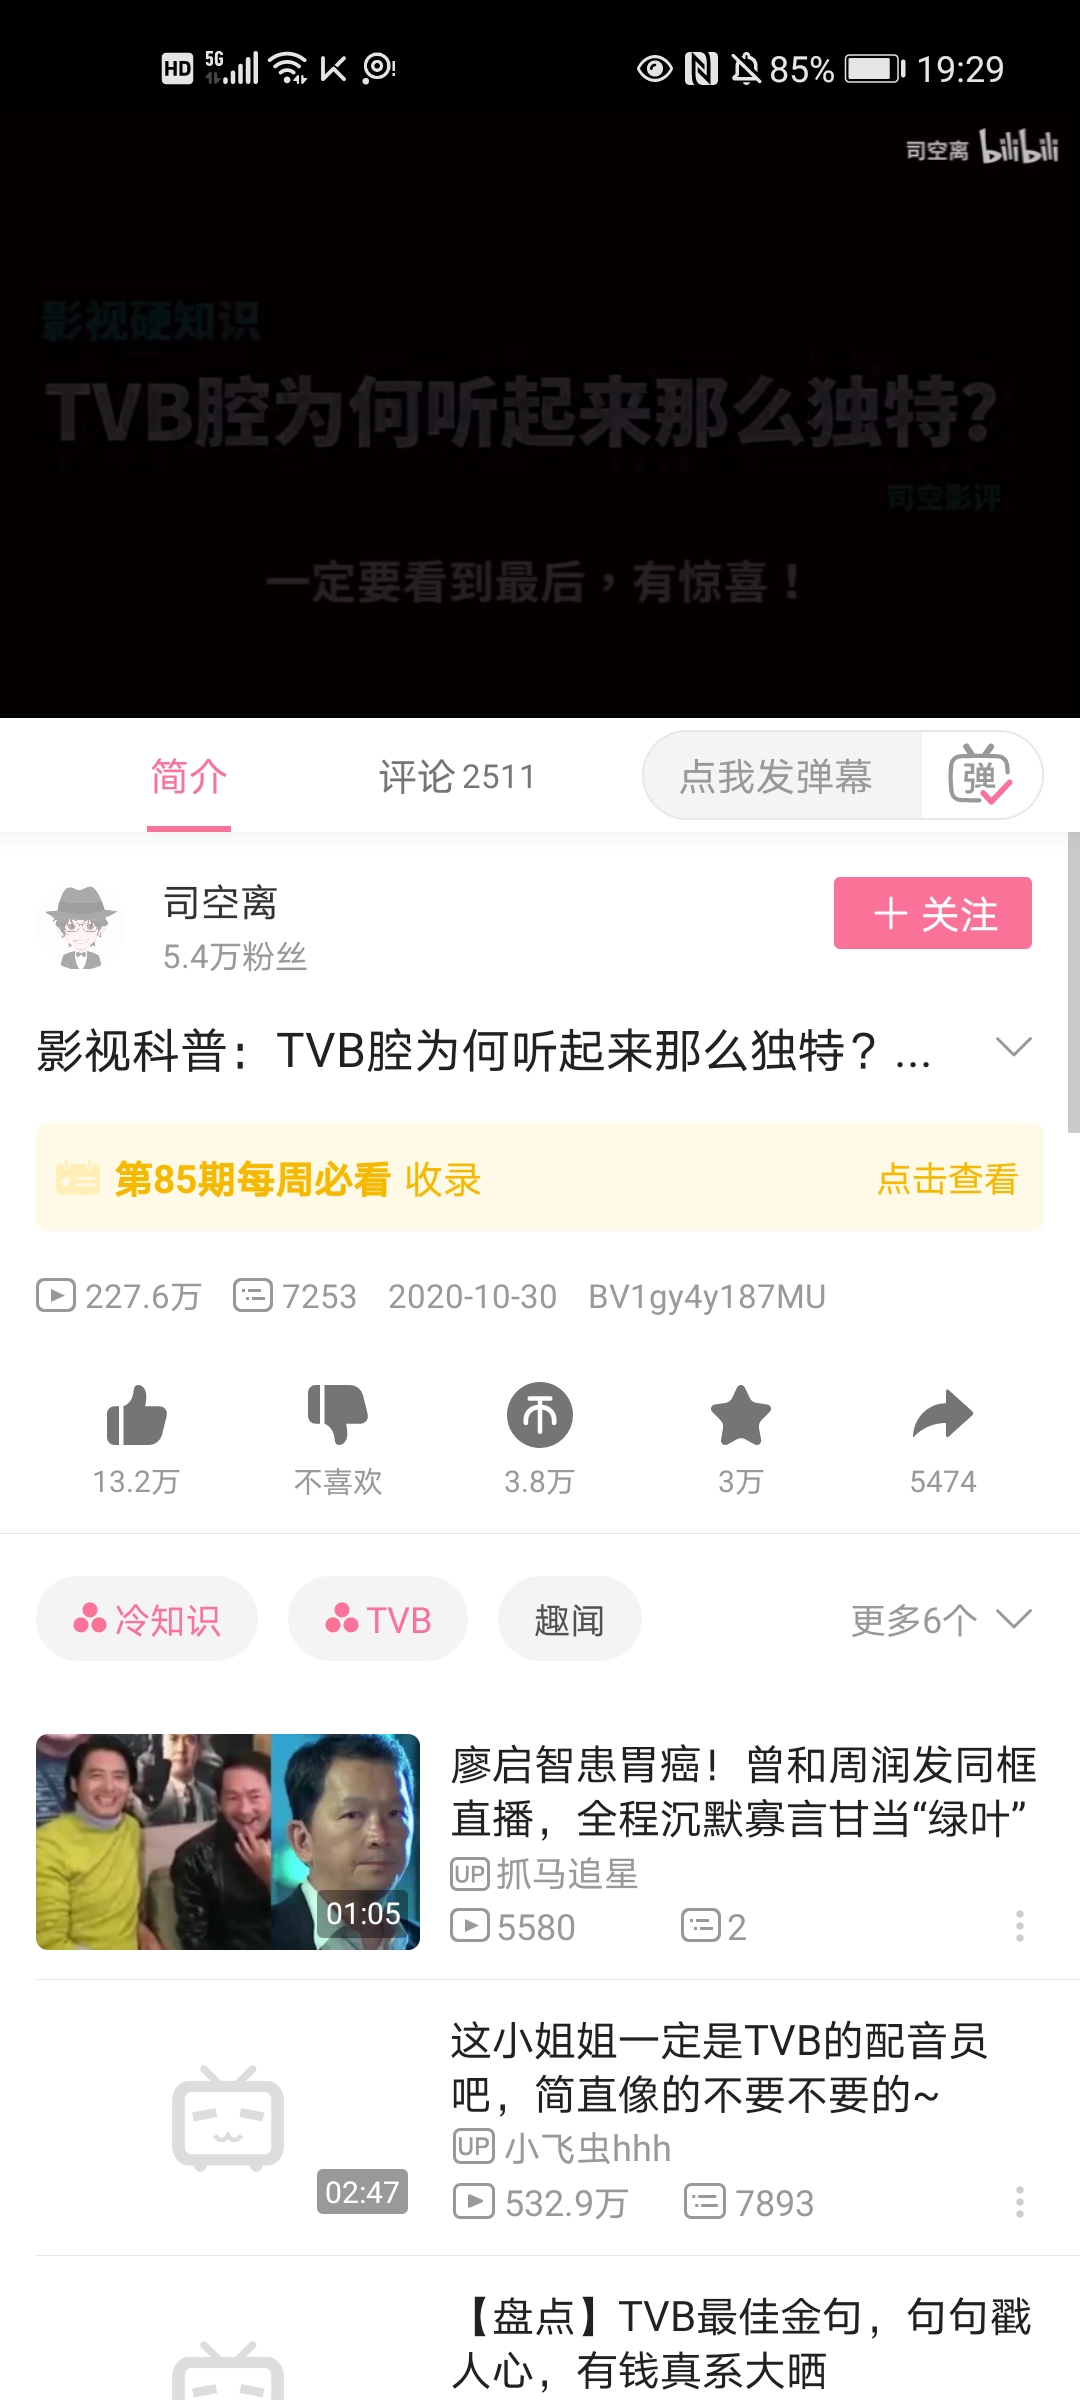 HD 5G 85% 19:29
司空离 bilibili
影视硬知识
TVB腔为何听起来那么独特？
司空影评
一定要看到最后，有惊喜！
简介 评论 2511 点我发弹幕 弹
司空离
5.4万粉丝
＋ 关注
影视科普：TVB腔为何听起来那么独特？...
第85期每周必看 收录 点击查看
227.6万 7253 2020-10-30 BV1gy4y187MU
13.2万 不喜欢 3.8万 3万 5474
冷知识 TVB 趣闻 更多6个
廖启智患胃癌！曾和周润发同框
直播，全程沉默寡言甘当“绿叶”
UP 抓马追星
01:05
5580 2
这小姐姐一定是TVB的配音员
吧，简直像的不要不要的~
UP 小飞虫hhh
02:47
532.9万 7893
【盘点】TVB最佳金句，句句戳
人心，有钱真系大晒